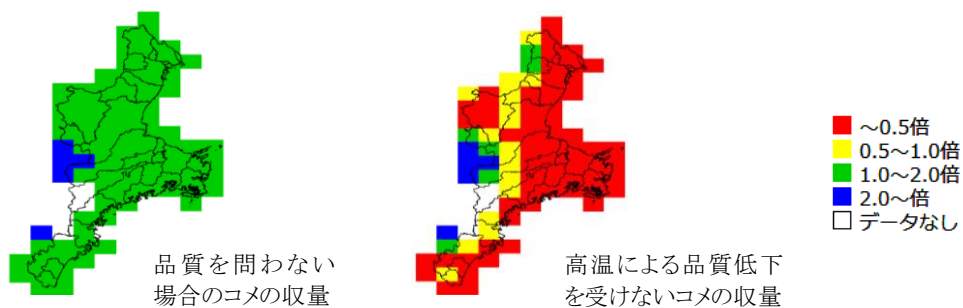 品質を問わない
場合のコメの収量
高温による品質低下
を受けないコメの収量
～0.5倍
0.5～1.0倍
1.0～2.0倍
2.0～倍
データなし